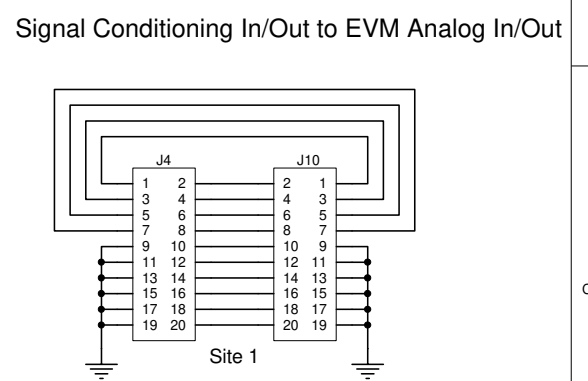 Signal Conditioning In/Out to EVM Analog In/Out
J4 J10
1 2 2 1
3 4 4 3
5 6 6 5
7 8 8 7
9 10 10 9
11 12 12 11
13 14 14 13
15 16 16 15
17 18 18 17
19 20 20 19
Site 1